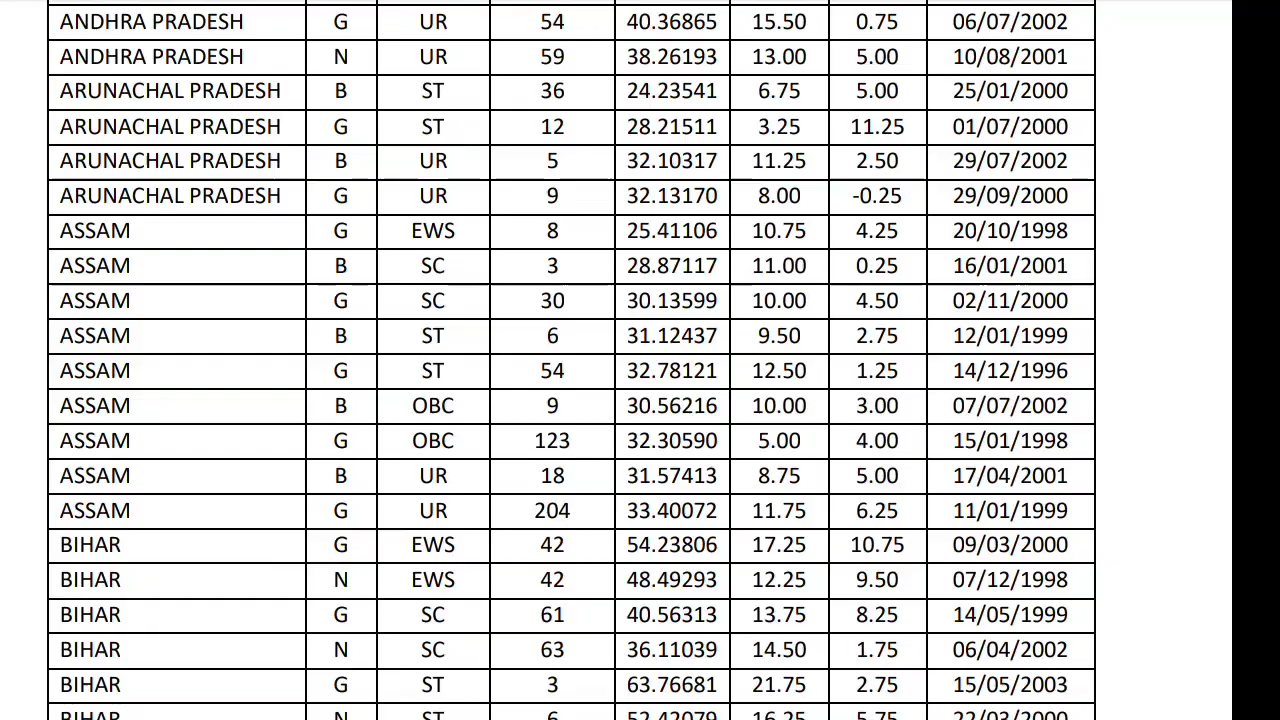 ANDHRA PRADESH G UR 54 40.36865 15.50 0.75 06/07/2002
ANDHRA PRADESH N UR 59 38.26193 13.00 5.00 10/08/2001
ARUNACHAL PRADESH B ST 36 24.23541 6.75 5.00 25/01/2000
ARUNACHAL PRADESH G ST 12 28.21511 3.25 11.25 01/07/2000
ARUNACHAL PRADESH B UR 5 32.10317 11.25 2.50 29/07/2002
ARUNACHAL PRADESH G UR 9 32.13170 8.00 -0.25 29/09/2000
ASSAM G EWS 8 25.41106 10.75 4.25 20/10/1998
ASSAM B SC 3 28.87117 11.00 0.25 16/01/2001
ASSAM G SC 30 30.13599 10.00 4.50 02/11/2000
ASSAM B ST 6 31.12437 9.50 2.75 12/01/1999
ASSAM G ST 54 32.78121 12.50 1.25 14/12/1996
ASSAM B OBC 9 30.56216 10.00 3.00 07/07/2002
ASSAM G OBC 123 32.30590 5.00 4.00 15/01/1998
ASSAM B UR 18 31.57413 8.75 5.00 17/04/2001
ASSAM G UR 204 33.40072 11.75 6.25 11/01/1999
BIHAR G EWS 42 54.23806 17.25 10.75 09/03/2000
BIHAR N EWS 42 48.49293 12.25 9.50 07/12/1998
BIHAR G SC 61 40.56313 13.75 8.25 14/05/1999
BIHAR N SC 63 36.11039 14.50 1.75 06/04/2002
BIHAR G ST 3 63.76681 21.75 2.75 15/05/2003
BIHAR N ST 6 52.42079 16.25 5.75 22/03/2000